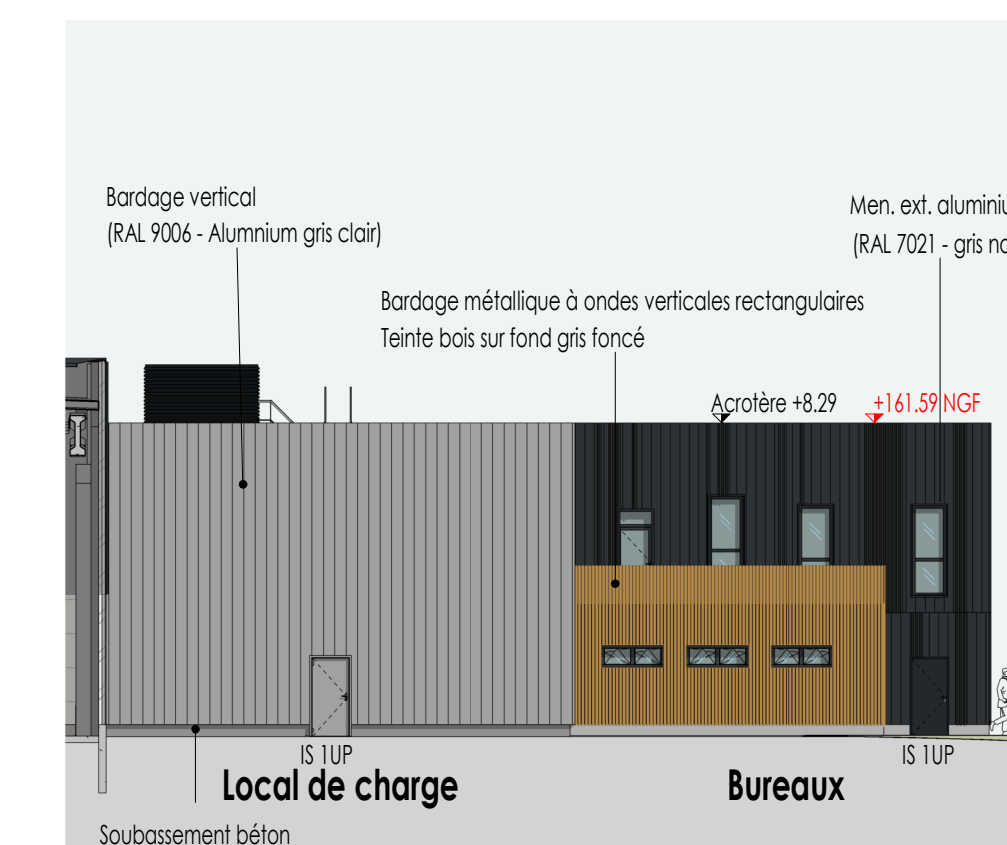 Bardage vertical
(RAL 9006 - Alumnium gris clair)
Men. ext. aluminiu
(RAL 7021 - gris no
Bardage métallique à ondes verticales rectangulaires
Teinte bois sur fond gris foncé
Acrotère +8.29
+161.59 NGF
IS 1UP
IS 1UP
Local de charge
Bureaux
Soubassement béton